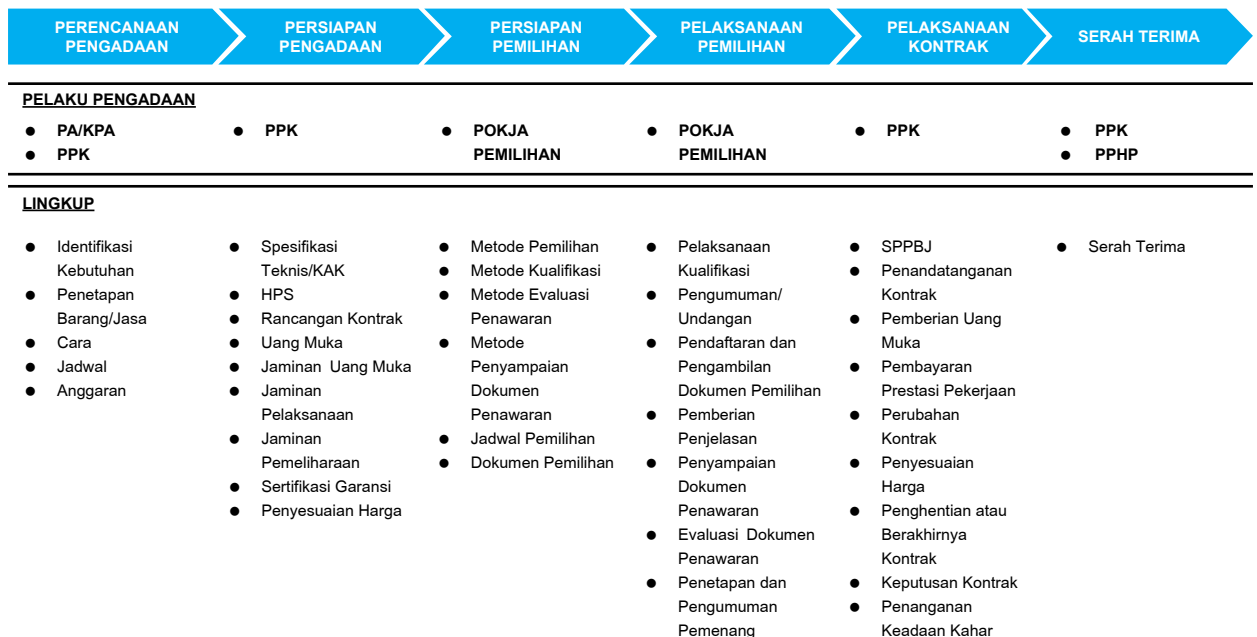 PERENCANAAN
PENGADAAN
PERSIAPAN
PENGADAAN
PERSIAPAN
PEMILIHAN
PELAKSANAAN
PEMILIHAN
PELAKSANAAN
KONTRAK
SERAH TERIMA
PELAKU PENGADAAN
● PA/KPA
● PPK
● PPK
● POKJA
PEMILIHAN
● POKJA
PEMILIHAN
● PPK
● PPK
● PPHP
LINGKUP
● Identifikasi
Kebutuhan
● Penetapan
Barang/Jasa
● Cara
● Jadwal
● Anggaran
● Spesifikasi
Teknis/KAK
● HPS
● Rancangan Kontrak
● Uang Muka
● Jaminan Uang Muka
● Jaminan
Pelaksanaan
● Jaminan
Pemeliharaan
● Sertifikasi Garansi
● Penyesuaian Harga
● Metode Pemilihan
● Metode Kualifikasi
● Metode Evaluasi
Penawaran
● Metode
Penyampaian
Dokumen
Penawaran
● Jadwal Pemilihan
● Dokumen Pemilihan
● Pelaksanaan
Kualifikasi
● Pengumuman/
Undangan
● Pendaftaran dan
Pengambilan
Dokumen Pemilihan
● Pemberian
Penjelasan
● Penyampaian
Dokumen
Penawaran
● Evaluasi Dokumen
Penawaran
● Penetapan dan
Pengumuman
Pemenang
● SPPBJ
● Penandatanganan
Kontrak
● Pemberian Uang
Muka
● Pembayaran
Prestasi Pekerjaan
● Perubahan
Kontrak
● Penyesuaian
Harga
● Penghentian atau
Berakhirnya
Kontrak
● Keputusan Kontrak
● Penanganan
Keadaan Kahar
● Serah Terima